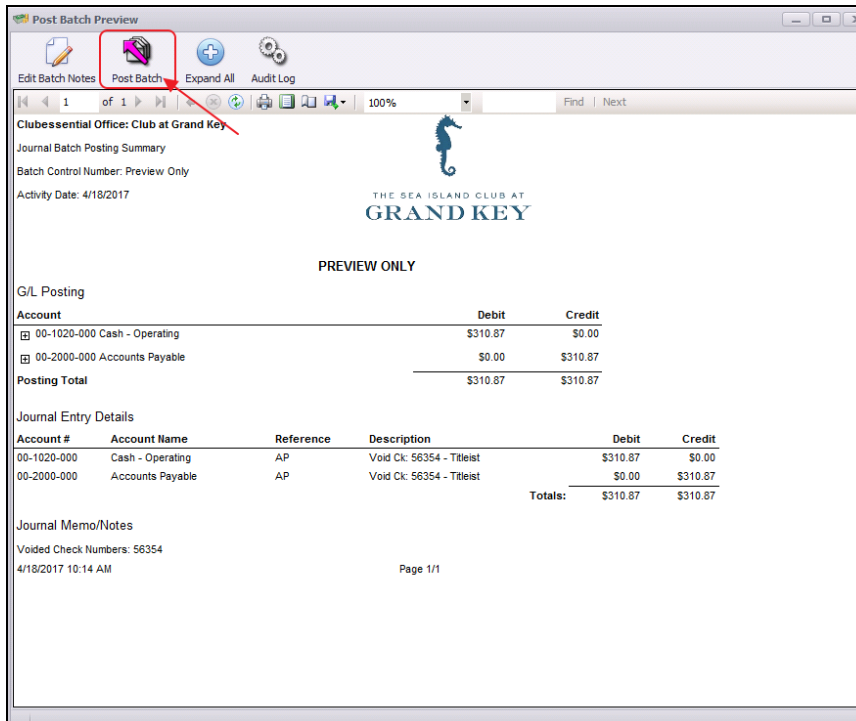 Post Batch Preview
Edit Batch Notes Post Batch Expand All Audit Log
1 of 1 100% Find | Next
Clubessential Office: Club at Grand Key
Journal Batch Posting Summary
Batch Control Number: Preview Only
Activity Date: 4/18/2017
THE SEA ISLAND CLUB AT
GRAND KEY
PREVIEW ONLY
G/L Posting
Account Debit Credit
00-1020-000 Cash - Operating $310.87 $0.00
00-2000-000 Accounts Payable $0.00 $310.87
Posting Total $310.87 $310.87
Journal Entry Details
Account # Account Name Reference Description Debit Credit
00-1020-000 Cash - Operating AP Void Ck: 56354 - Titleist $310.87 $0.00
00-2000-000 Accounts Payable AP Void Ck: 56354 - Titleist $0.00 $310.87
Totals: $310.87 $310.87
Journal Memo/Notes
Voided Check Numbers: 56354
4/18/2017 10:14 AM Page 1/1